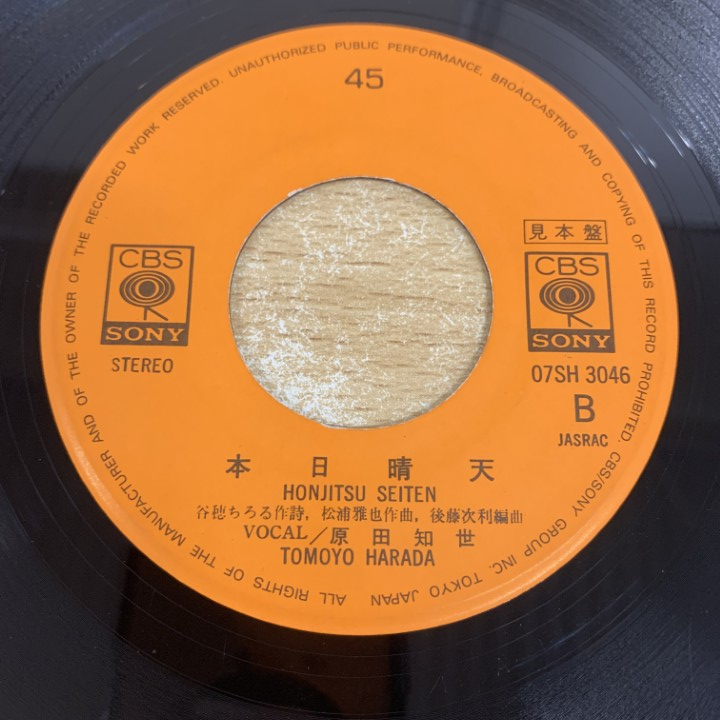 ALL RIGHTS OF THE MANUFACTURER AND OF THE OWNER OF THE RECORDED WORK RESERVED. UNAUTHORIZED PUBLIC PERFORMANCE, BROADCASTING AND COPYING OF THIS RECORD PROHIBITED. CBS/SONY GROUP INC. TOKYO JAPAN
45
CBS
SONY
STEREO
見本盤
CBS
SONY
07SH 3046
B
JASRAC
本日晴天
HONJITSU SEITEN
谷穂ちろる作詩, 松浦雅也作曲, 後藤次利編曲
VOCAL/原田知世
TOMOYO HARADA